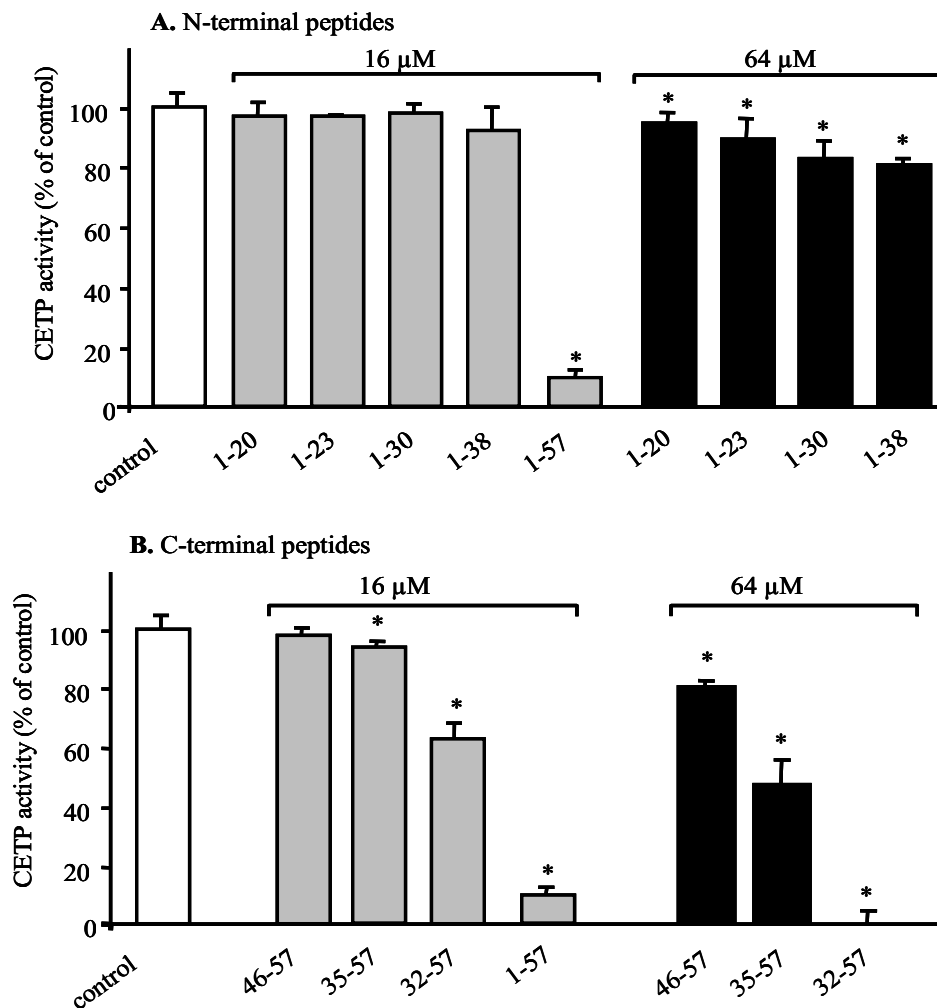 A. N-terminal peptides
16 µM
64 µM
CETP activity (% of control)
100
80
60
40
20
0
* * * * *
control 1-20 1-23 1-30 1-38 1-57 1-20 1-23 1-30 1-38
B. C-terminal peptides
16 µM
64 µM
CETP activity (% of control)
100
80
60
40
20
0
* * * * * *
control 46-57 35-57 32-57 1-57 46-57 35-57 32-57